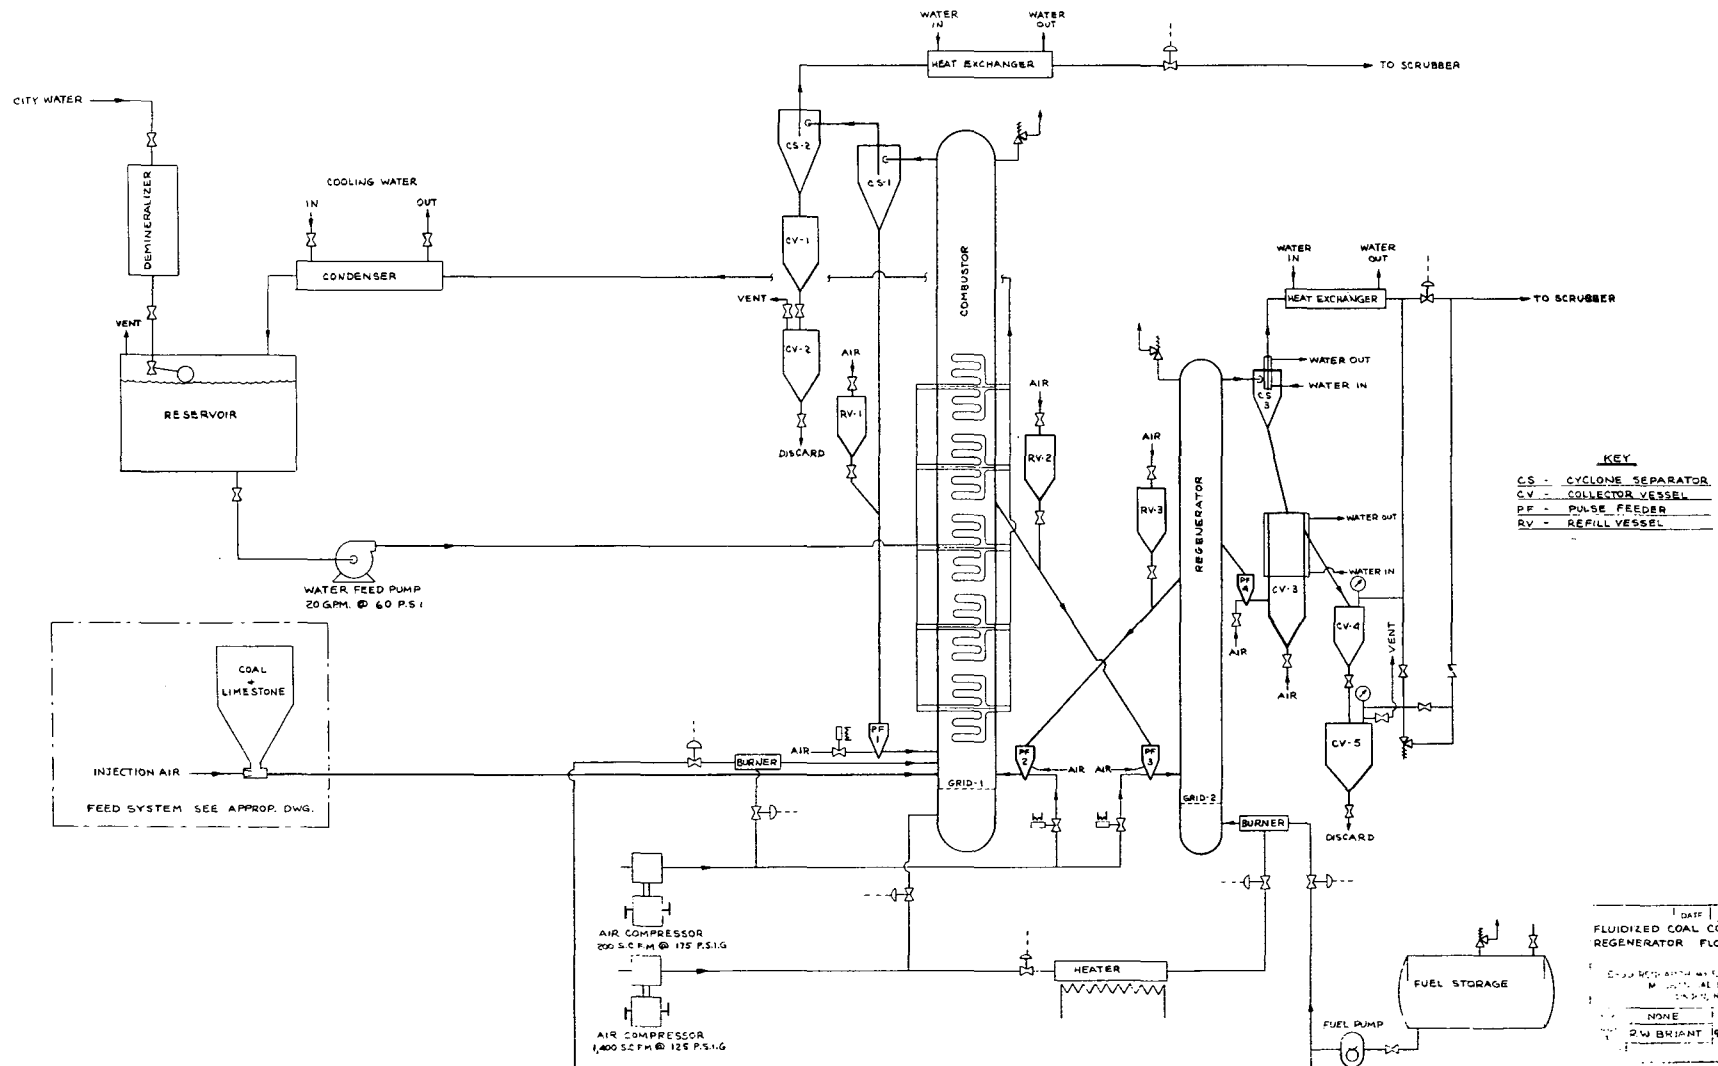 WATER
IN
WATER
OUT
HEAT EXCHANGER
TO SCRUBBER
CITY WATER
DEMINERALIZER
COOLING WATER
IN
OUT
CONDENSER
VENT
RESERVOIR
CS-2
CS-1
CV-1
VENT
CV-2
DISCARD
AIR
RV-1
COMBUSTOR
AIR
RV-2
AIR
RV-3
REGENERATOR
WATER
IN
WATER
OUT
HEAT EXCHANGER
TO SCRUBBER
WATER OUT
WATER IN
CS
3
WATER OUT
WATER IN
PF
4
CV-3
AIR
AIR
CV-4
VENT
CV-5
DISCARD
KEY
CS - CYCLONE SEPARATOR
CV - COLLECTOR VESSEL
PF - PULSE FEEDER
RV - REFILL VESSEL
WATER FEED PUMP
20 G.P.M. @ 60 P.S.I
COAL
+
LIMESTONE
INJECTION AIR
FEED SYSTEM SEE APPROP. DWG.
BURNER
AIR
PF
1
GRID-1
PF
2
AIR
AIR
PF
3
GRID-2
BURNER
AIR COMPRESSOR
200 S.C.F.M @ 175 P.S.I.G
AIR COMPRESSOR
1,400 S.C.F.M @ 125 P.S.I.G
HEATER
FUEL PUMP
FUEL STORAGE
DATE
FLUIDIZED COAL CO
REGENERATOR FLO
NONE
R.W. BRIANT